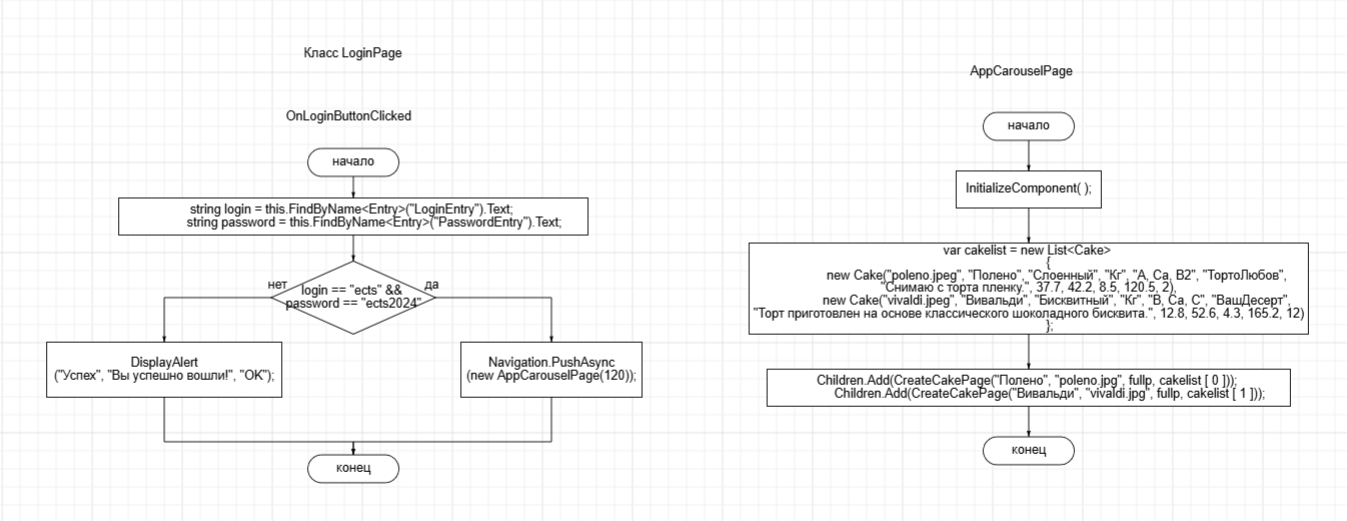 Класс LoginPage
OnLoginButtonClicked
начало
string login = this.FindByName<Entry>("LoginEntry").Text;
string password = this.FindByName<Entry>("PasswordEntry").Text;
нет
login == "ects" &&
password == "ects2024"
да
DisplayAlert
("Успех", "Вы успешно вошли!", "OK");
Navigation.PushAsync
(new AppCarouselPage(120));
конец
AppCarouselPage
начало
InitializeComponent( );
var cakelist = new List<Cake>
{
new Cake("poleno.jpeg", "Полено", "Слоенный", "Кг", "A, Ca, B2", "ТортоЛюбов",
"Снимаю с торта пленку.", 37.7, 42.2, 8.5, 120.5, 2),
new Cake("vivaldi.jpeg", "Вивальди", "Бисквитный", "Кг", "B, Ca, C", "ВашДесерт",
"Торт приготовлен на основе классического шоколадного бисквита.", 12.8, 52.6, 4.3, 165.2, 12)
};
Children.Add(CreateCakePage("Полено", "poleno.jpg", fullp, cakelist [ 0 ]));
Children.Add(CreateCakePage("Вивальди", "vivaldi.jpg", fullp, cakelist [ 1 ]));
конец